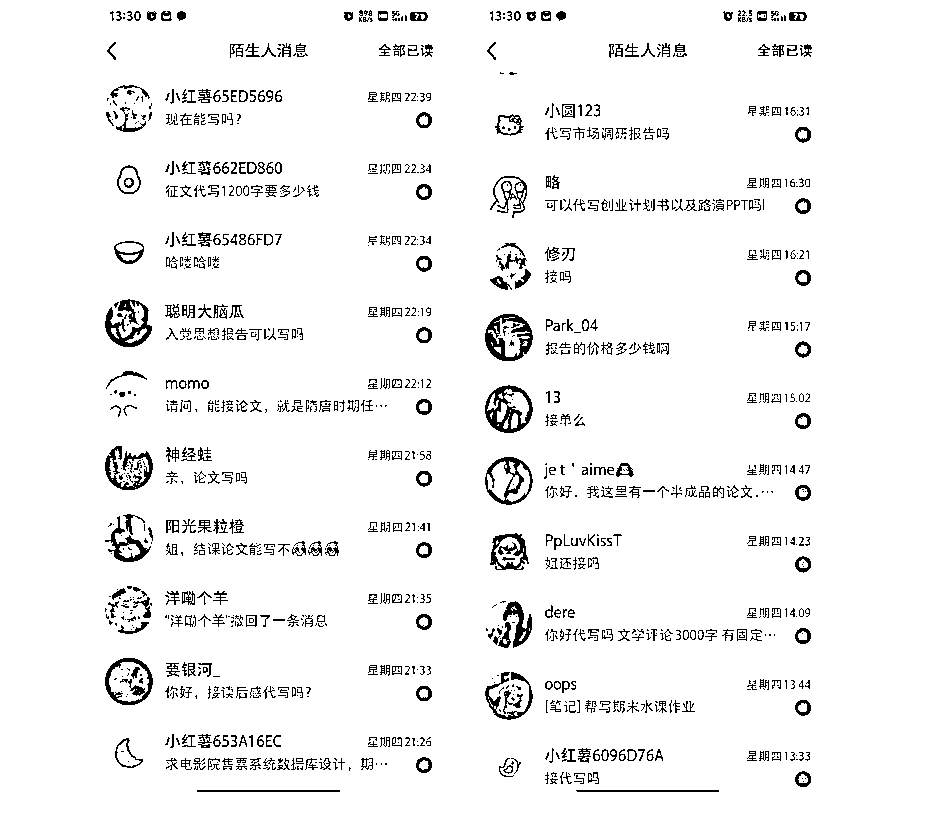 13:30
陌生人消息
全部已读
小红薯65ED5696
星期四 22:39
现在能写吗?
小红薯662ED860
星期四 22:34
征文代写1200字要多少钱
小红薯65486FD7
星期四 22:34
哈喽哈喽
聪明大脑瓜
星期四 22:19
入党思想报告可以写吗
momo
星期四 22:12
请问,能接论文,就是隋唐时期任…
神经蛙
星期四 21:58
亲,论文写吗
阳光果粒橙
星期四 21:41
姐,结课论文能写不
洋嘞个羊
星期四 21:35
"洋嘞个羊"撤回了一条消息
要银河_
星期四 21:33
你好,接读后感代写吗?
小红薯653A16EC
星期四 21:26
求电影院售票系统数据库设计,期…
13:30
陌生人消息
全部已读
小圆123
星期四 16:31
代写市场调研报告吗
略
星期四 16:30
可以代写创业计划书以及路演PPT吗!
修刃
星期四 16:21
接吗
Park_04
星期四 15:17
报告的价格多少钱啊
13
星期四 15:02
接单么
je t ' aime
星期四 14:47
你好,我这里有一个半成品的论文,…
PpLuvKissT
星期四 14:23
妞还接吗
dere
星期四 14:09
你好代写吗 文学评论3000字 有固定…
oops
星期四 13:44
[笔记] 帮写期末水课作业
小红薯6096D76A
星期四 13:33
接代写吗